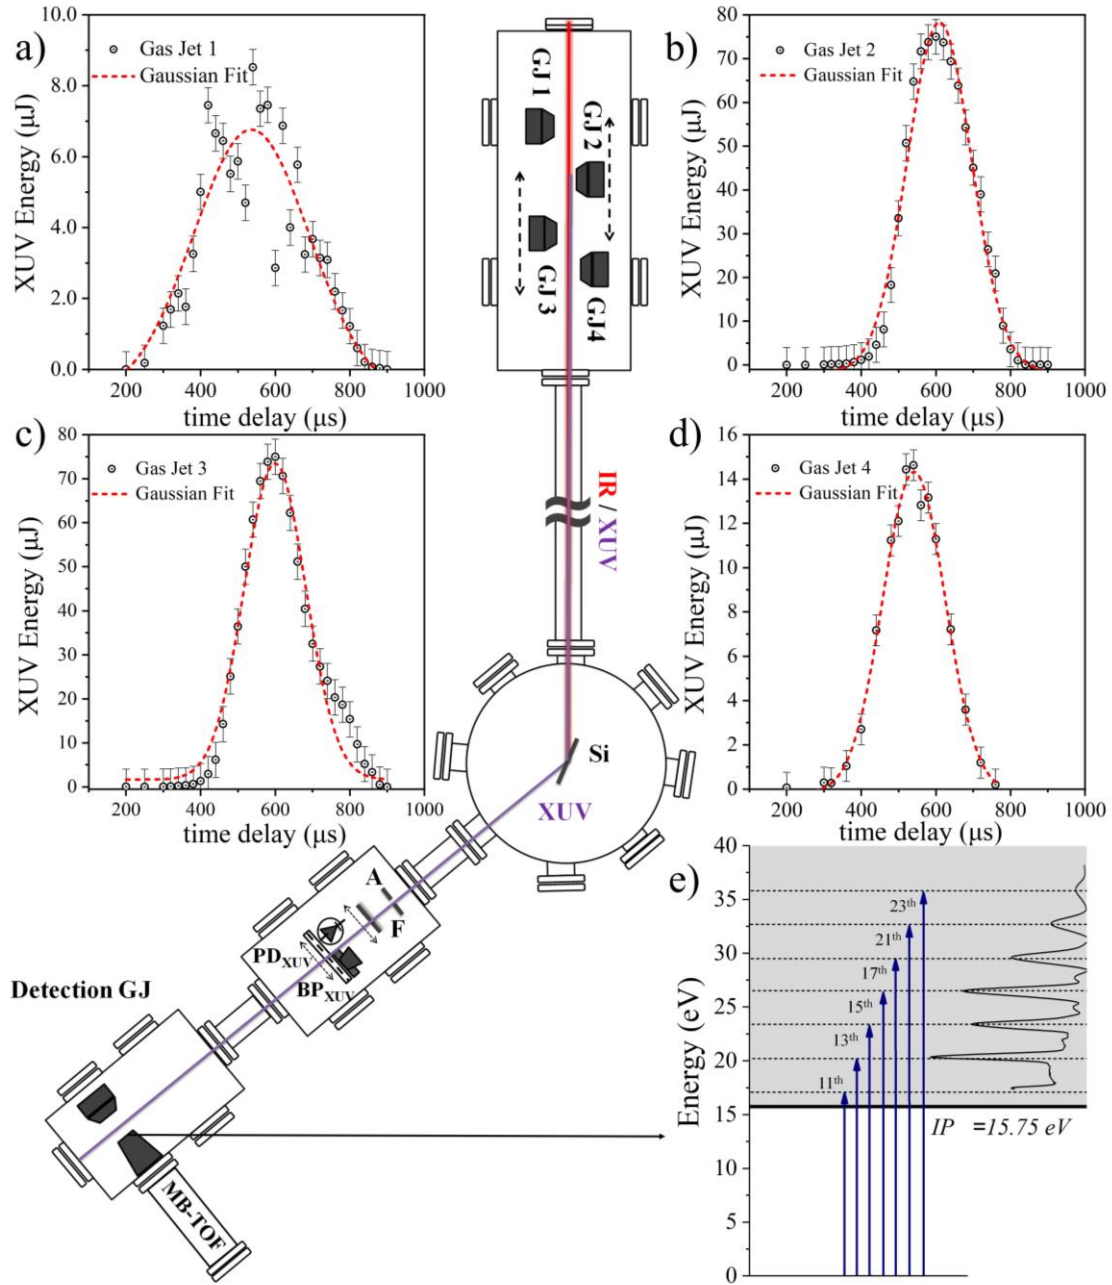 a)
10.0
8.0
6.0
4.0
2.0
0.0
XUV Energy (μJ)
Gas Jet 1
Gaussian Fit
200 400 600 800 1000
time delay (μs)
GJ 1
GJ 2
GJ 3
GJ4
b)
80
70
60
50
40
30
20
10
0
XUV Energy (μJ)
Gas Jet 2
Gaussian Fit
200 400 600 800 1000
time delay (μs)
c)
80
70
60
50
40
30
20
10
0
XUV Energy (μJ)
Gas Jet 3
Gaussian Fit
200 400 600 800 1000
time delay (μs)
IR / XUV
d)
16
14
12
10
8
6
4
2
0
XUV Energy (μJ)
Gas Jet 4
Gaussian Fit
200 400 600 800 1000
time delay (μs)
Si
XUV
A
F
PDXUV
BPXUV
Detection GJ
MB-TOF
e)
40
35
30
25
20
15
10
5
0
Energy (eV)
23th
21th
17th
15th
13th
11th
IP =15.75 eV